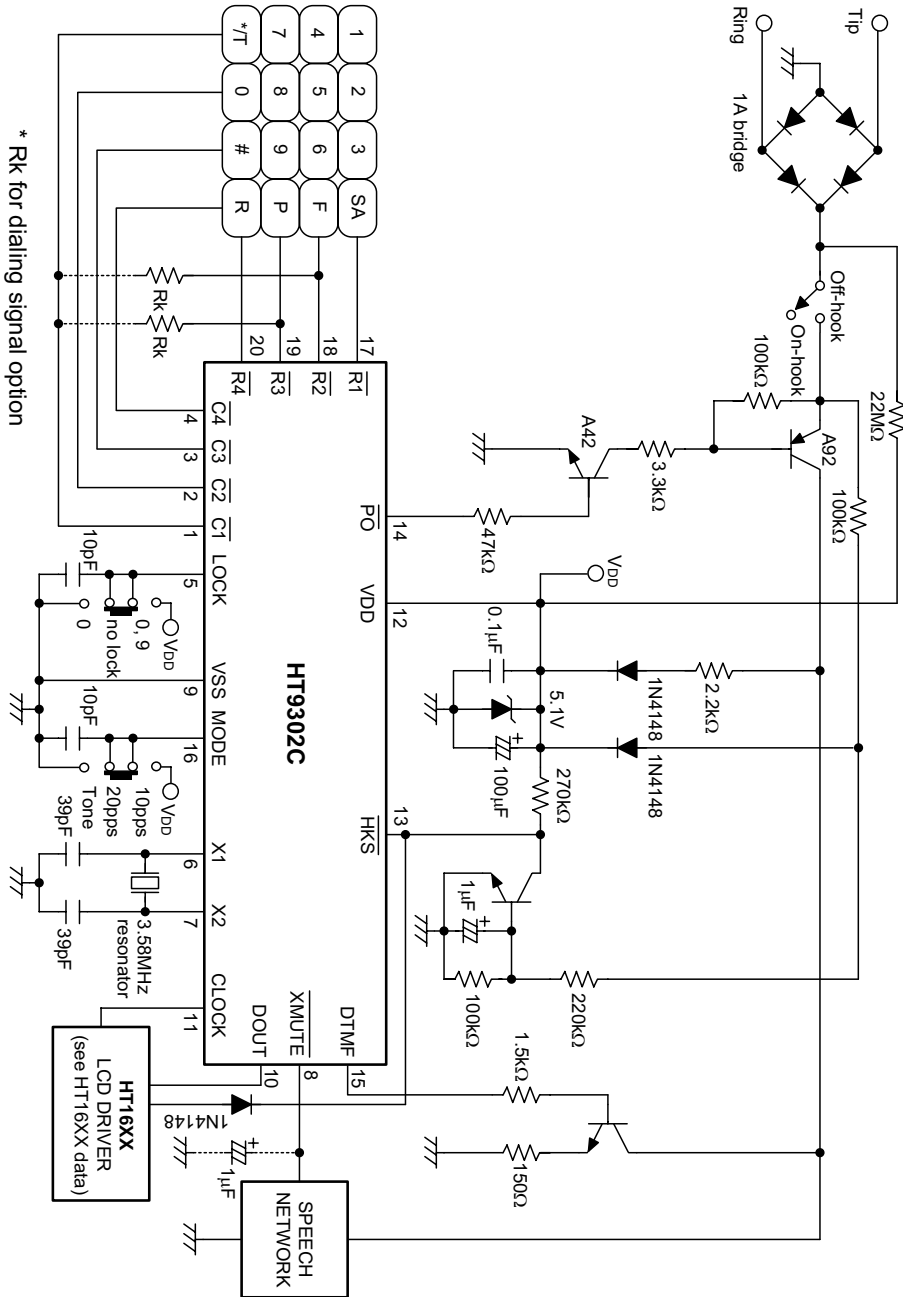 Tip
Ring
1A bridge
Off-hook
On-hook
22MΩ
100kΩ
A92
100kΩ
3.3kΩ
A42
47kΩ
VDD
2.2kΩ
1N4148
1N4148
0.1µF
5.1V
100µF
+
270kΩ
1µF
+
100kΩ
220kΩ
1.5kΩ
150Ω
1 2 3 SA
4 5 6 F
7 8 9 P
*/T 0 # R
Rk
Rk
17 18 19 20
R1 R2 R3 R4
14
PO
12
VDD
13
HKS
15
DTMF
HT9302C
C4 C3 C2 C1
4 3 2 1
LOCK
5
VSS
9
MODE
16
X1
6
X2
7
CLOCK
11
DOUT
10
XMUTE
8
10pF
VDD
0, 9
no lock
0
10pF
VDD
10pps
20pps
Tone
39pF
39pF
3.58MHz
resonator
HT16XX
LCD DRIVER
(see HT16XX data)
1N4148
1µF
+
SPEECH
NETWORK
* Rk for dialing signal option